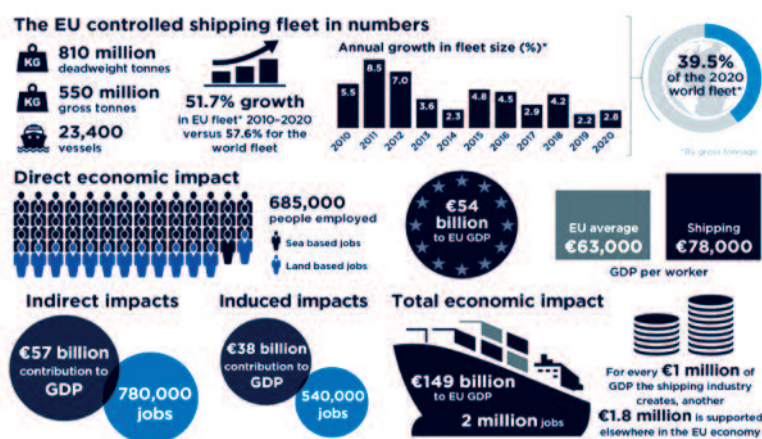 The EU controlled shipping fleet in numbers
KG
810 million
deadweight tonnes
KG
550 million
gross tonnes
23,400
vessels
51.7% growth
in EU fleet* 2010–2020
versus 57.6% for the
world fleet
Annual growth in fleet size (%)*
5.5
8.5
7.0
3.6
2.3
4.8
4.5
2.9
4.2
2.2
2.8
2010
2011
2012
2013
2014
2015
2016
2017
2018
2019
2020
39.5%
of the 2020
world fleet*
*By gross tonnage
Direct economic impact
685,000
people employed
Sea based jobs
Land based jobs
€54
billion
to EU GDP
EU average
€63,000
Shipping
€78,000
GDP per worker
Indirect impacts
€57 billion
contribution to
GDP
780,000
jobs
Induced impacts
€38 billion
contribution to
GDP
540,000
jobs
Total economic impact
€149 billion
to EU GDP
2 million jobs
For every €1 million of
GDP the shipping industry
creates, another
€1.8 million is supported
elsewhere in the EU economy